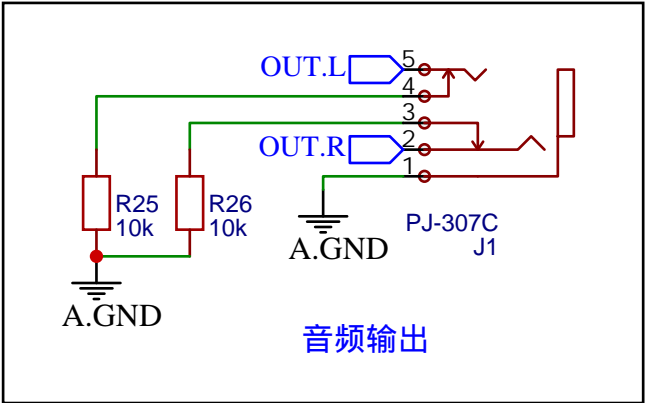 OUT.L
5
4
3
OUT.R
2
1
R25
10k
R26
10k
A.GND
PJ-307C
J1
A.GND
音频输出